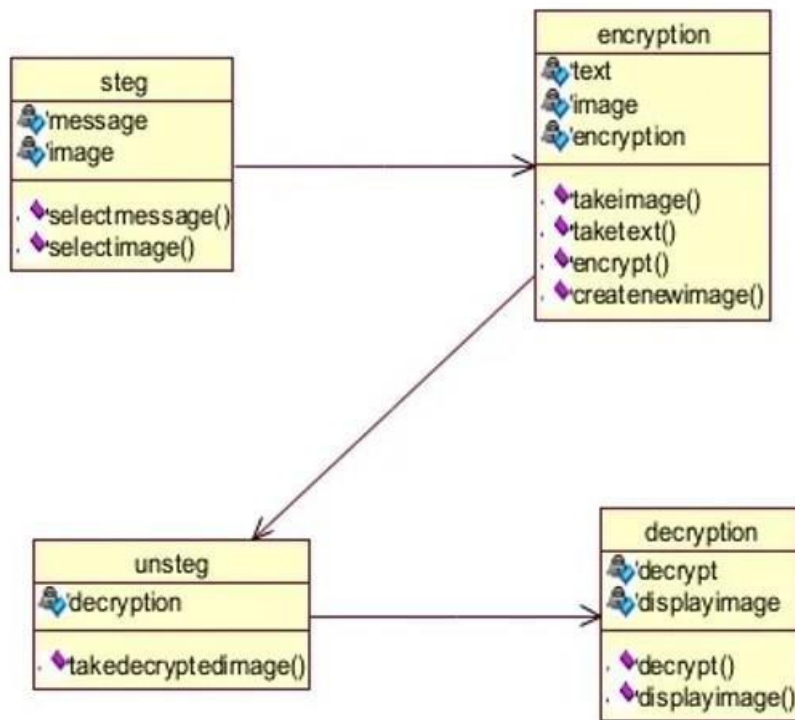 steg
message
image
selectmessage()
selectimage()
encryption
text
image
encryption
takeimage()
taketext()
encrypt()
createnewimage()
unsteg
decryption
takedecryptedimage()
decryption
decrypt
displayimage
decrypt()
displayimage()